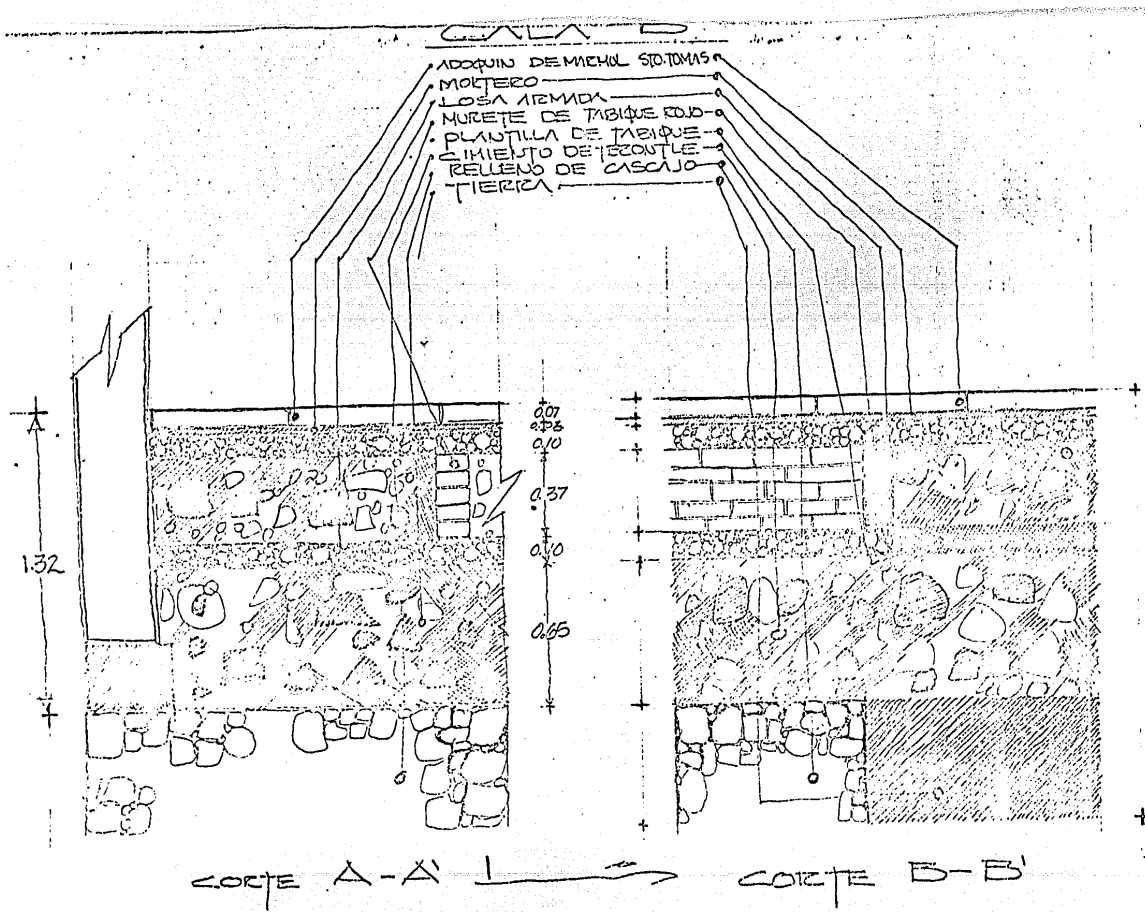 CALA D
ADOQUIN DE MARMOL STO. TOMAS
MORTERO
LOSA ARMADA
MURETE DE TABIQUE ROJO
PLANTILLA DE TABIQUE
CIMIENTO DE TEZONTLE
RELLENO DE CASCAJO
TIERRA
0.07
0.10
0.37
0.10
0.65
1.32
CORTE A-A'
CORTE B-B'